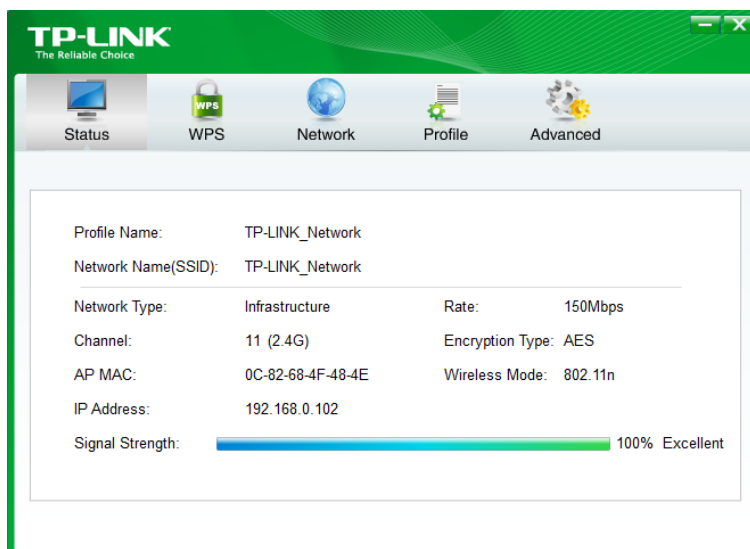 TP-LINK
The Reliable Choice
WPS
Status WPS Network Profile Advanced
Profile Name: TP-LINK_Network
Network Name(SSID): TP-LINK_Network
Network Type: Infrastructure Rate: 150Mbps
Channel: 11 (2.4G) Encryption Type: AES
AP MAC: 0C-82-68-4F-48-4E Wireless Mode: 802.11n
IP Address: 192.168.0.102
Signal Strength: 100% Excellent